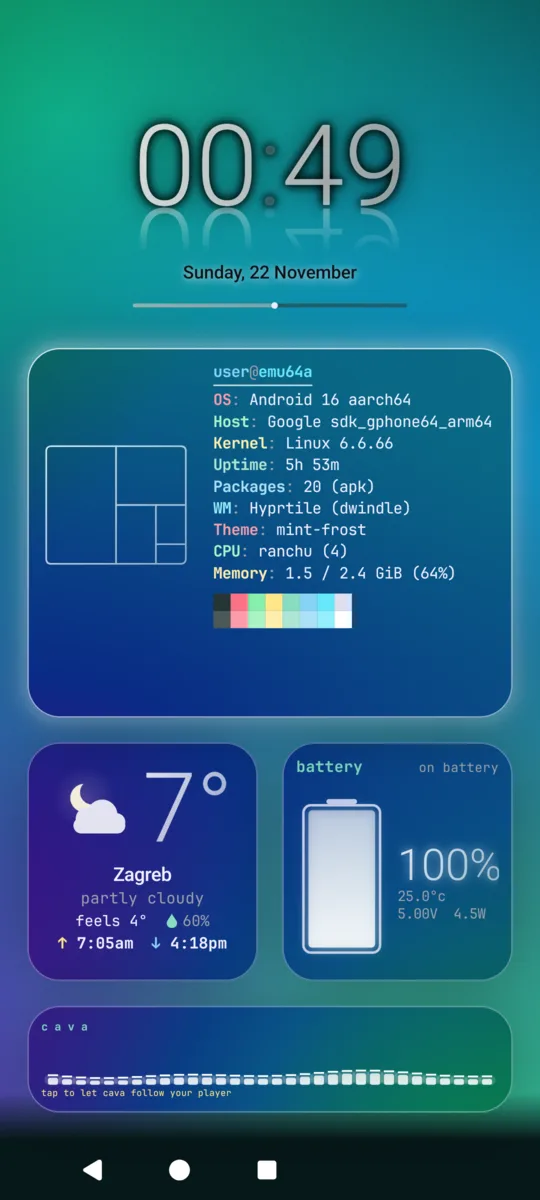 00:49
Sunday, 22 November
user@emu64a
OS: Android 16 aarch64
Host: Google sdk_gphone64_arm64
Kernel: Linux 6.6.66
Uptime: 5h 53m
Packages: 20 (apk)
WM: Hyprtile (dwindle)
Theme: mint-frost
CPU: ranchu (4)
Memory: 1.5 / 2.4 GiB (64%)
7°
Zagreb
partly cloudy
feels 4° 60%
↑ 7:05am ↓ 4:18pm
battery on battery
100%
25.0°c
5.00V 4.5W
cava
tap to let cava follow your player